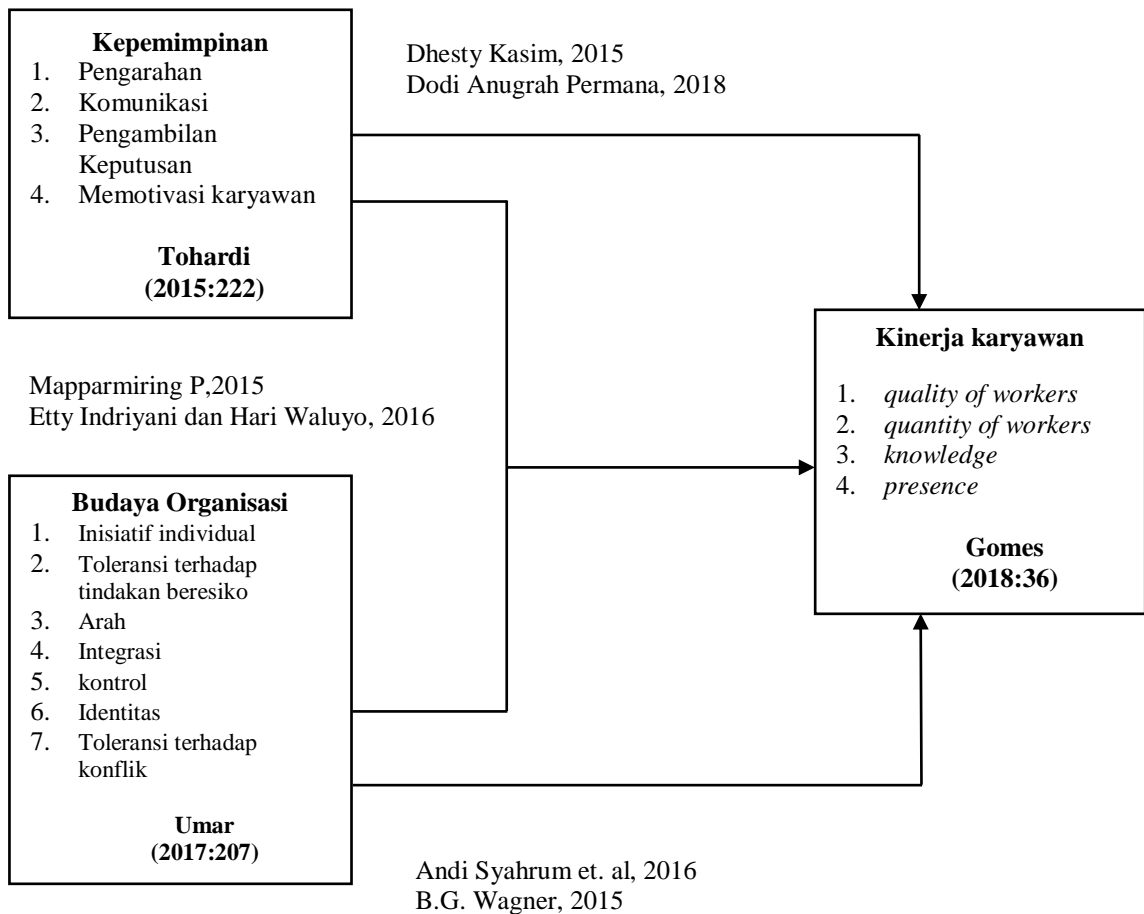 Kepemimpinan
1. Pengarahan
2. Komunikasi
3. Pengambilan
Keputusan
4. Memotivasi karyawan
Tohardi
(2015:222)
Dhesty Kasim, 2015
Dodi Anugrah Permana, 2018
Mapparmiring P,2015
Etty Indriyani dan Hari Waluyo, 2016
Kinerja karyawan
1. quality of workers
2. quantity of workers
3. knowledge
4. presence
Gomes
(2018:36)
Budaya Organisasi
1. Inisiatif individual
2. Toleransi terhadap
tindakan beresiko
3. Arah
4. Integrasi
5. kontrol
6. Identitas
7. Toleransi terhadap
konflik
Umar
(2017:207)
Andi Syahrum et. al, 2016
B.G. Wagner, 2015